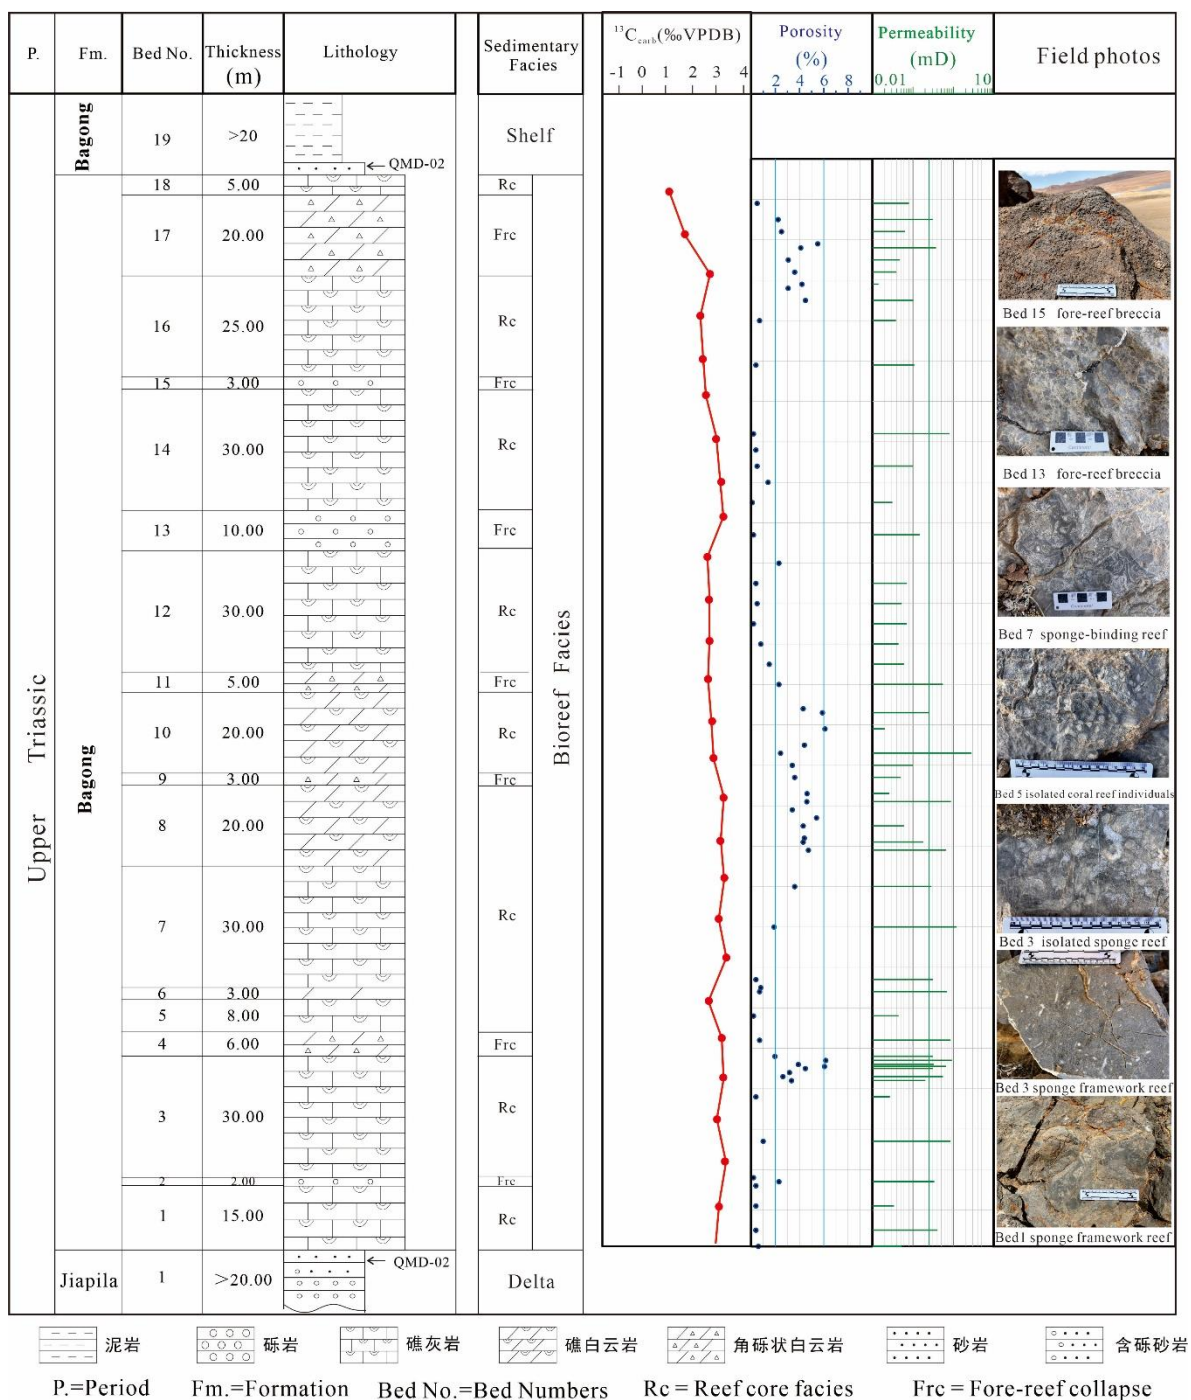 P.
Fm.
Bed No.
Thickness
(m)
Lithology
Sedimentary
Facies
¹³C_carb(‰VPDB)
-1 0 1 2 3 4
Porosity
(%)
2 4 6 8
Permeability
(mD)
0.01 10
Field photos
Upper Triassic
Bagong
19 >20 Shelf
QMD-02
Bagong
Bioreef Facies
18 5.00 Rc
17 20.00 Frc
16 25.00 Rc
15 3.00 Frc
14 30.00 Rc
13 10.00 Frc
12 30.00 Rc
11 5.00 Frc
10 20.00 Rc
9 3.00 Frc
8 20.00
7 30.00 Rc
6 3.00
5 8.00
4 6.00 Frc
3 30.00 Rc
2 2.00 Frc
1 15.00 Rc
Jiapila 1 >20.00 Delta
QMD-02
Bed 15 fore-reef breccia
Bed 13 fore-reef breccia
Bed 7 sponge-binding reef
Bed 5 isolated coral reef individuals
Bed 3 isolated sponge reef
Bed 3 sponge framework reef
Bed1 sponge framework reef
泥岩 砾岩 礁灰岩 礁白云岩 角砾状白云岩 砂岩 含砾砂岩
P.=Period Fm.=Formation Bed No.=Bed Numbers Rc = Reef core facies Frc = Fore-reef collapse